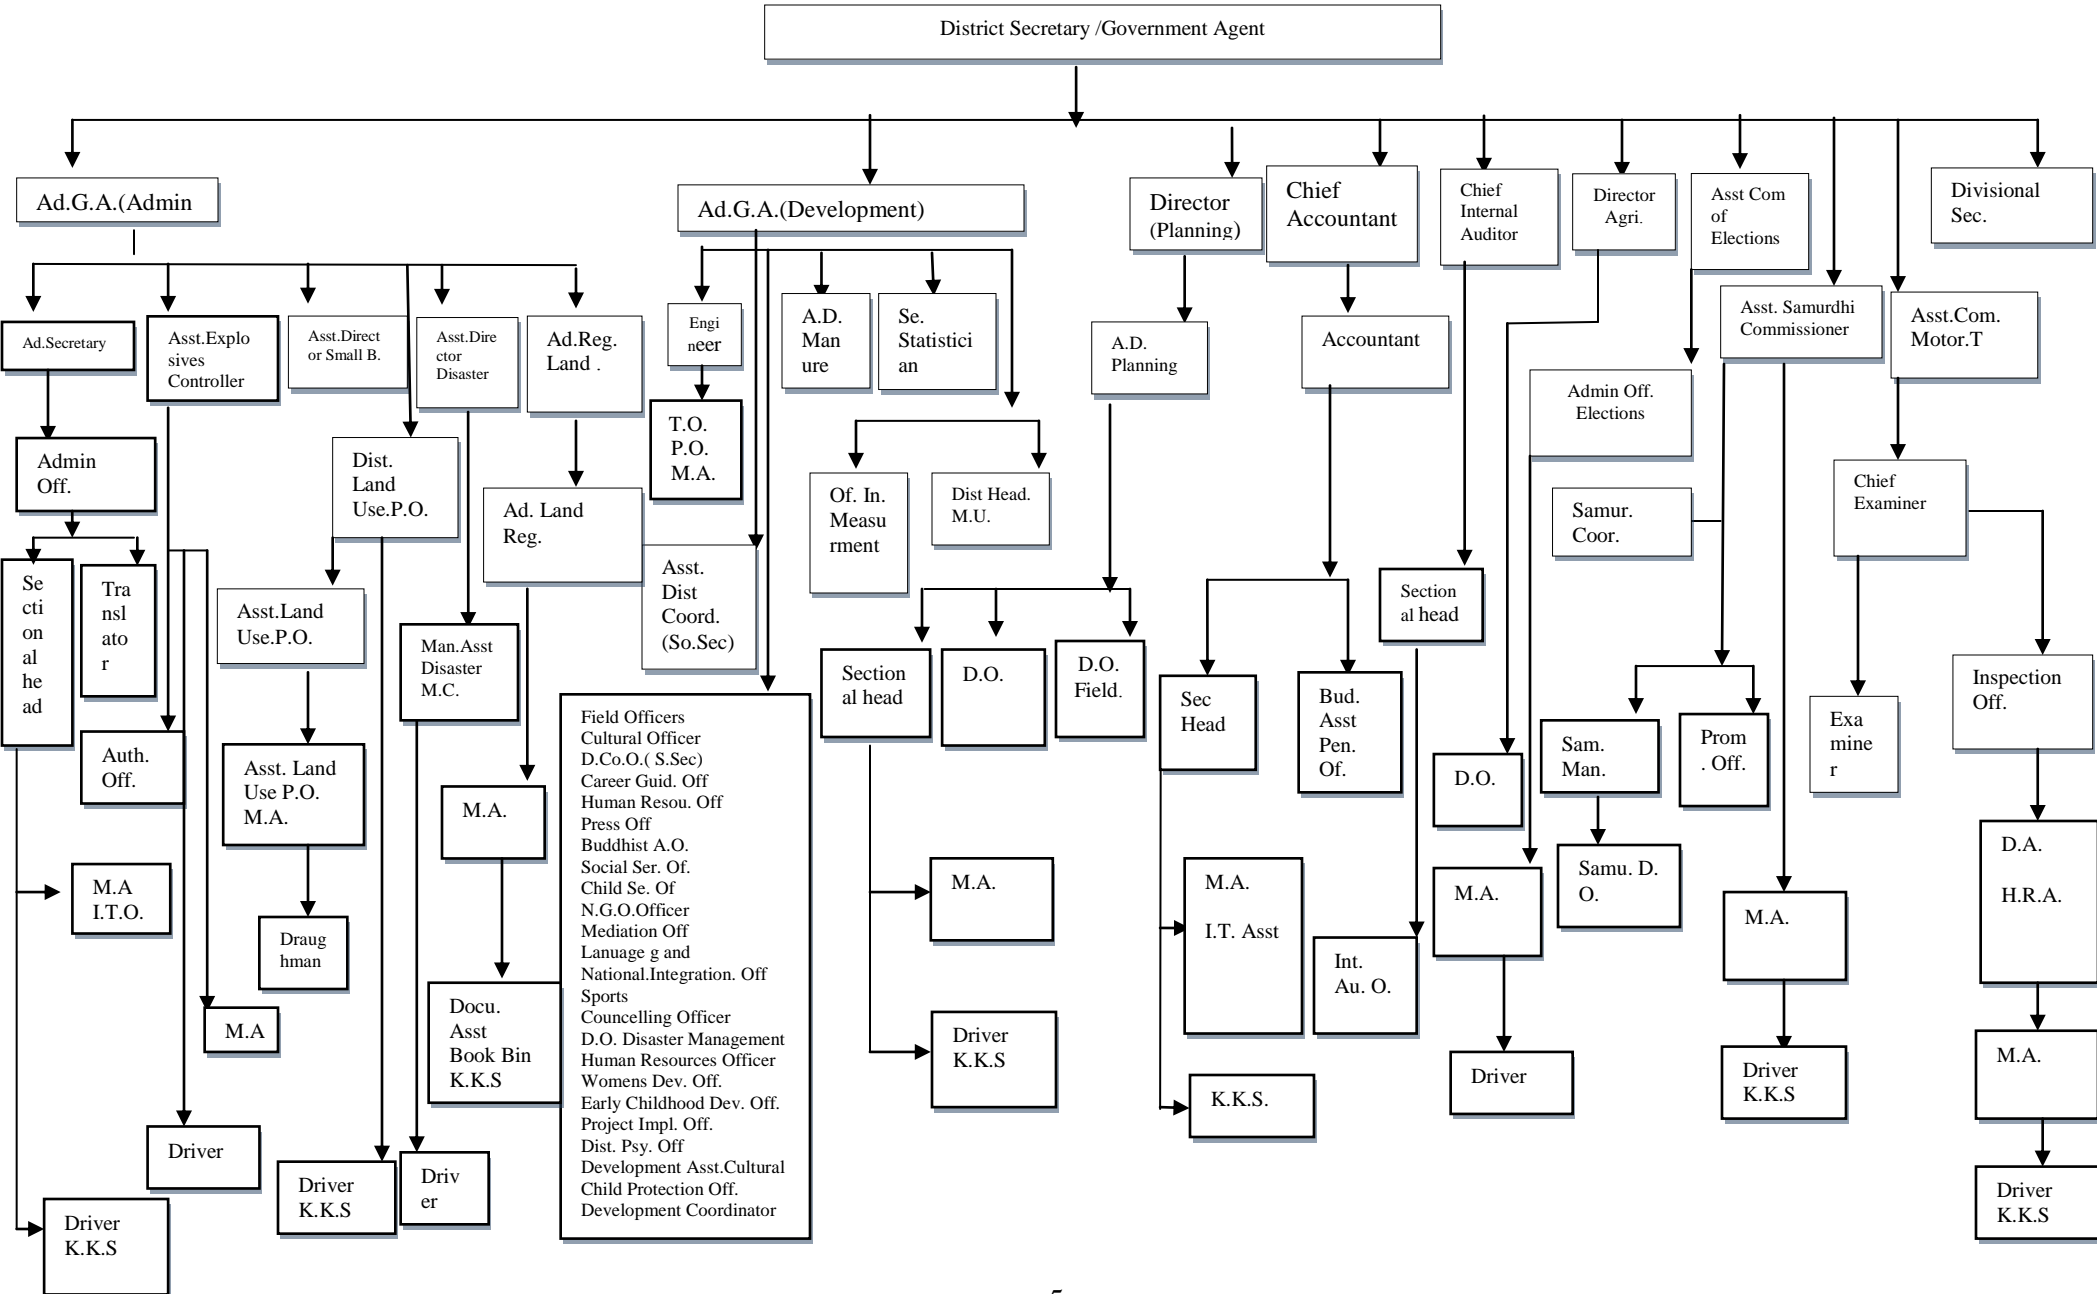 District Secretary /Government Agent
Ad.G.A.(Admin
Ad.G.A.(Development)
Director
(Planning)
Chief
Accountant
Chief
Internal
Auditor
Director
Agri.
Asst Com
of
Elections
Divisional
Sec.
Asst. Samurdhi
Commissioner
Asst.Com.
Motor.T
Ad.Secretary
Asst.Explo
sives
Controller
Asst.Direct
or Small B.
Asst.Dire
ctor
Disaster
Ad.Reg.
Land .
Engi
neer
A.D.
Man
ure
Se.
Statistici
an
A.D.
Planning
Accountant
Admin Off.
Elections
T.O.
P.O.
M.A.
Admin
Off.
Dist.
Land
Use.P.O.
Ad. Land
Reg.
Of. In.
Measu
rment
Dist Head.
M.U.
Samur.
Coor.
Chief
Examiner
Se
cti
on
al
he
ad
Tra
nsl
ato
r
Asst.Land
Use.P.O.
Man.Asst
Disaster
M.C.
Asst.
Dist
Coord.
(So.Sec)
Section
al head
D.O.
D.O.
Field.
Sec
Head
Bud.
Asst
Pen.
Of.
Section
al head
Sam.
Man.
Prom
. Off.
Exa
mine
r
Inspection
Off.
Auth.
Off.
Asst. Land
Use P.O.
M.A.
M.A.
Field Officers
Cultural Officer
D.Co.O.( S.Sec)
Career Guid. Off
Human Resou. Off
Press Off
Buddhist A.O.
Social Ser. Of.
Child Se. Of
N.G.O.Officer
Mediation Off
Lanuage g and
National.Integration. Off
Sports
Councelling Officer
D.O. Disaster Management
Human Resources Officer
Womens Dev. Off.
Early Childhood Dev. Off.
Project Impl. Off.
Dist. Psy. Off
Development Asst.Cultural
Child Protection Off.
Development Coordinator
D.O.
M.A
I.T.O.
Draug
hman
M.A.
M.A.
I.T. Asst
Int.
Au. O.
M.A.
Samu. D.
O.
M.A.
D.A.
H.R.A.
M.A
Docu.
Asst
Book Bin
K.K.S
Driver
K.K.S
K.K.S.
Driver
Driver
K.K.S
M.A.
Driver
Driver
K.K.S
Driv
er
Driver
K.K.S
Driver
K.K.S